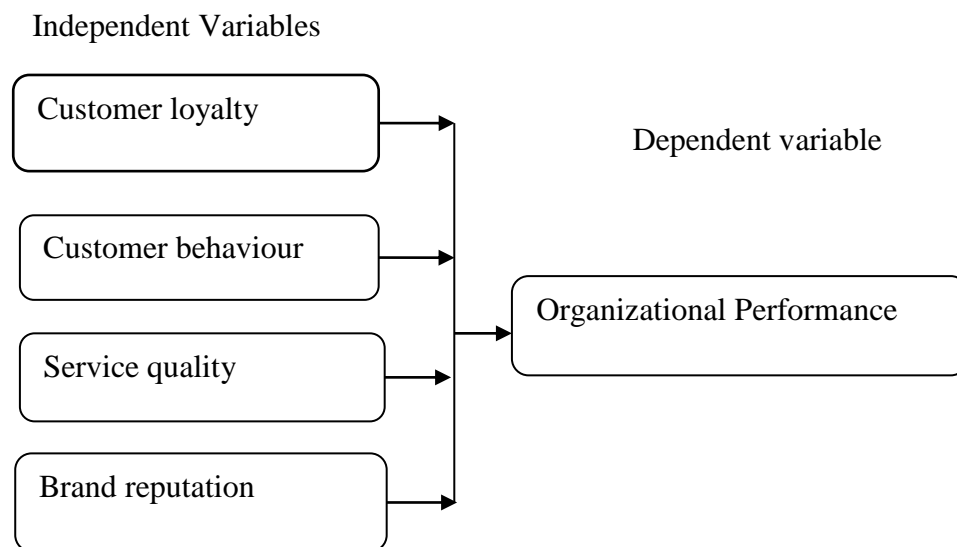 Independent Variables
Customer loyalty
Dependent variable
Customer behaviour
Organizational Performance
Service quality
Brand reputation